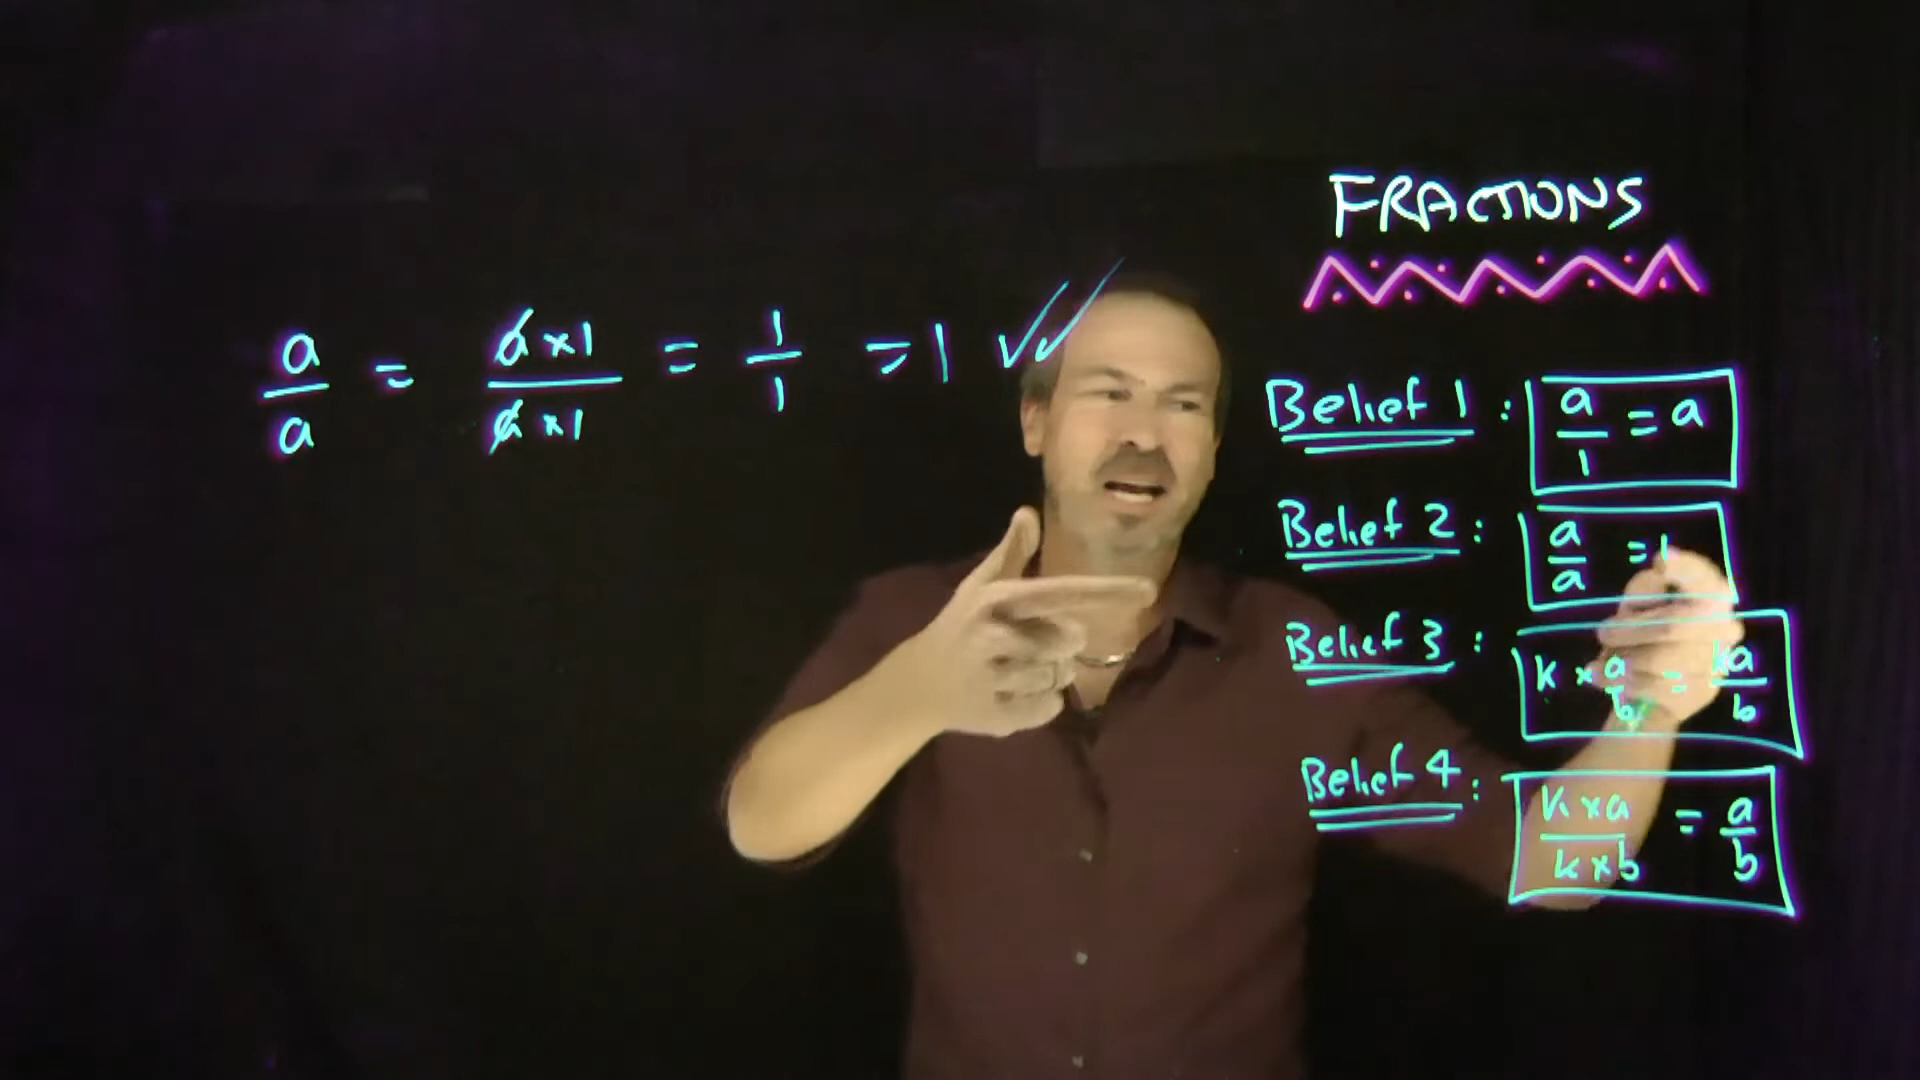 FRACTIONS
a/a = a×1/a×1 = 1/1 = 1 ✓✓
Belief 1 : a/1 = a
Belief 2 : a/a = 1
Belief 3 : k × a/b = ka/b
Belief 4 : k×a/k×b = a/b